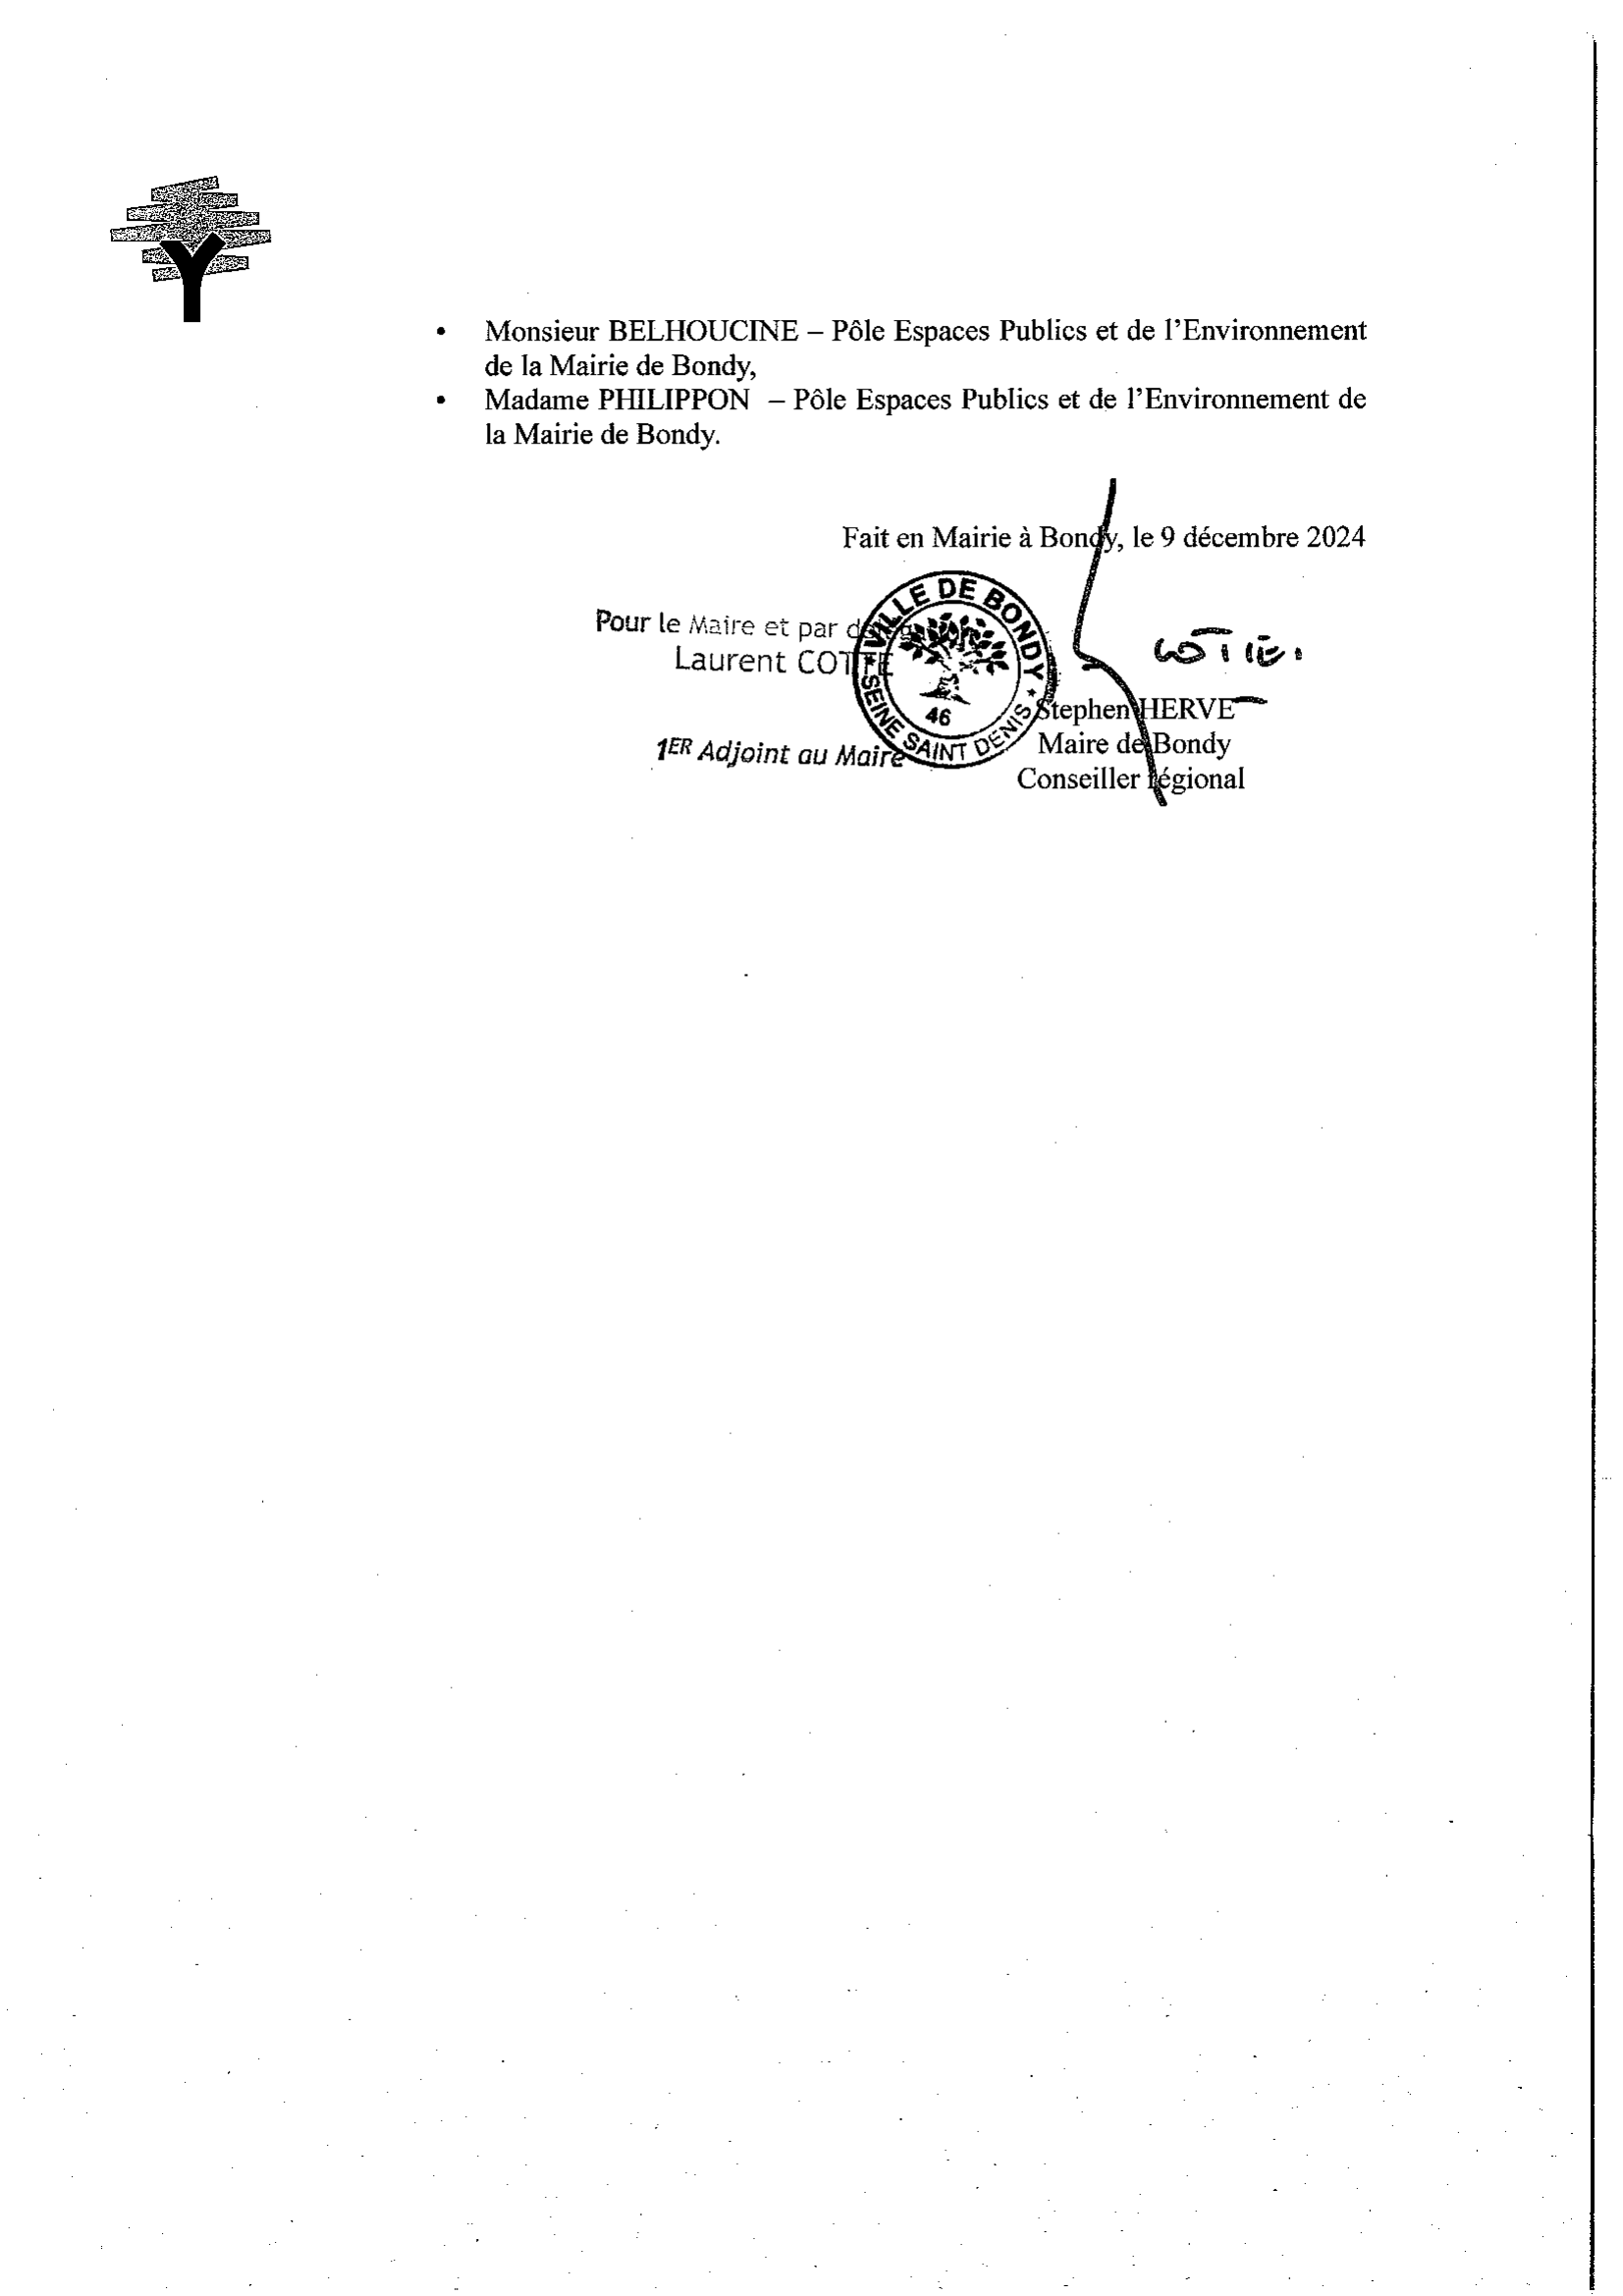 • Monsieur BELHOUCINE – Pôle Espaces Publics et de l'Environnement
de la Mairie de Bondy,
• Madame PHILIPPON – Pôle Espaces Publics et de l'Environnement de
la Mairie de Bondy.
Fait en Mairie à Bondy, le 9 décembre 2024
Pour le Maire et par
Laurent COTTE
1ER Adjoint au Maire
VILLE DE BONDY
46
SEINE SAINT DENIS
Stephen HERVE
Maire de Bondy
Conseiller régional